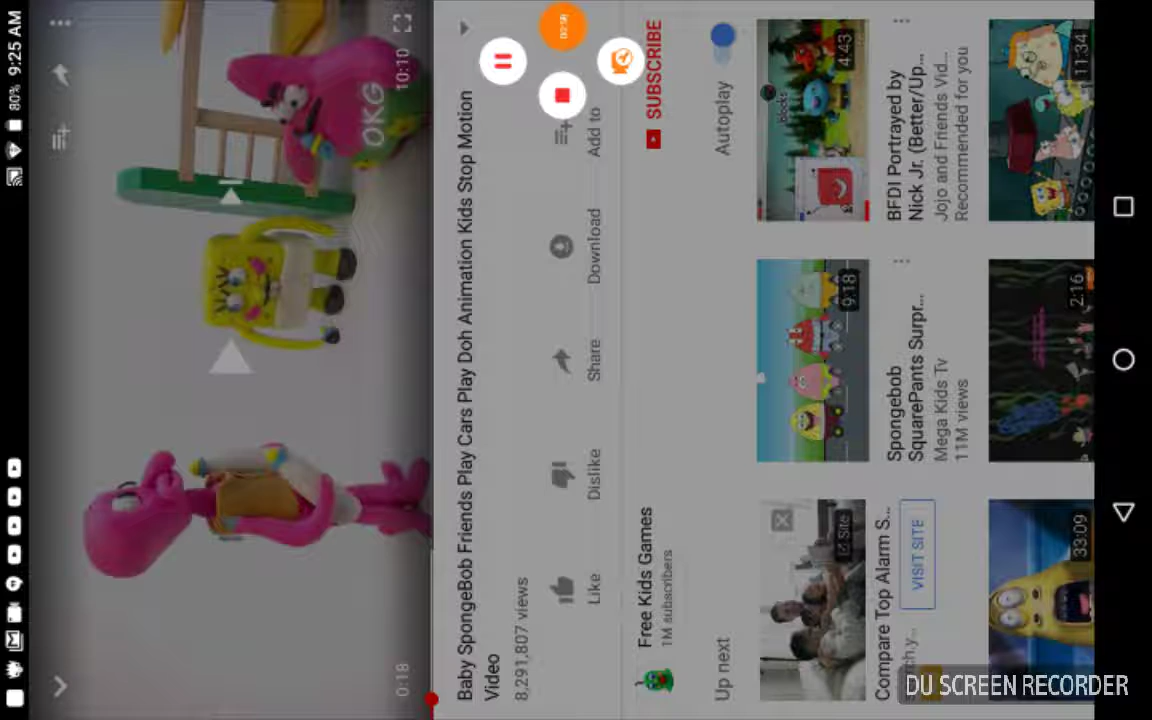 80% 9:25 AM
10:10
OKG
0:18
Baby SpongeBob Friends Play Cars Play Doh Animation Kids Stop Motion
Video
8,291,807 views
Like
Dislike
Share
Download
Add to
Free Kids Games
1M subscribers
SUBSCRIBE
Up next
Autoplay
Site
Compare Top Alarm S...
VISIT SITE
9:18
Spongebob
SquarePants Surpr...
Mega Kids Tv
11M views
blocks
4:43
BFDI Portrayed by
Nick Jr. (Better/Up...
Jojo and Friends Vid...
Recommended for you
33:09
2:16
11:34
DU SCREEN RECORDER